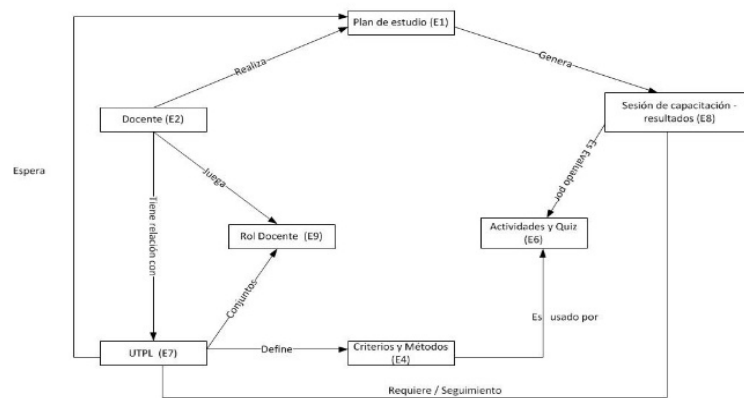 Plan de estudio (E1)
Realiza
Genera
Sesión de capacitación -
resultados (E8)
Docente (E2)
Es Evaluado por
Espera
Juega
Tiene relación con
Rol Docente (E9)
Actividades y Quiz
(E6)
Conjuntos
Es usado por
UTPL (E7)
Define
Criterios y Métodos
(E4)
Requiere / Seguimiento